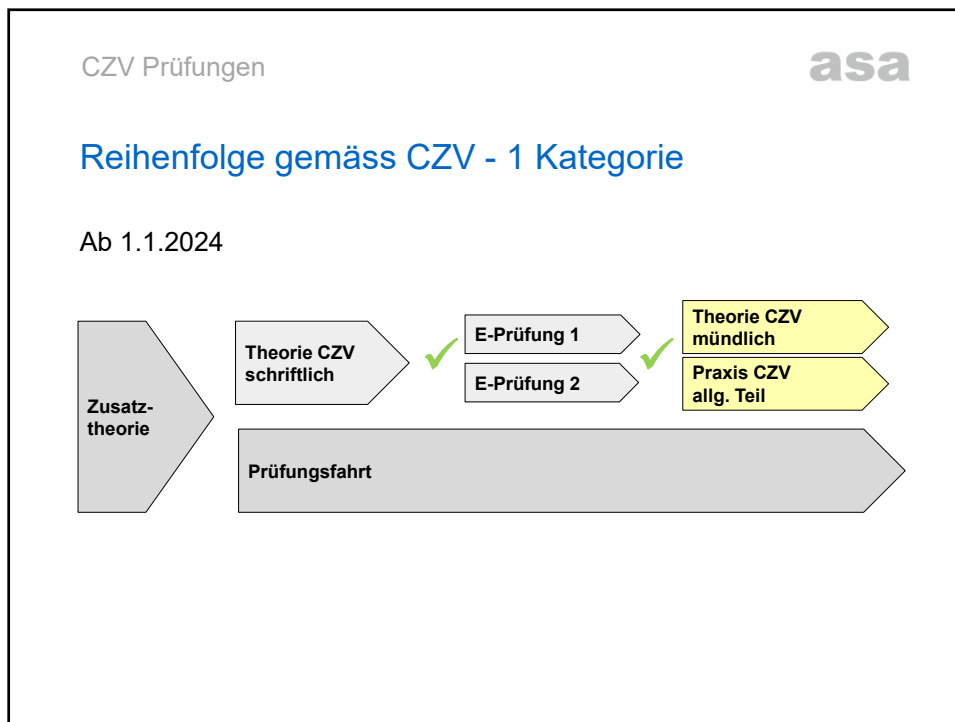 CZV Prüfungen
asa
Reihenfolge gemäss CZV - 1 Kategorie
Ab 1.1.2024
Zusatz-
theorie
Theorie CZV
schriftlich
E-Prüfung 1
E-Prüfung 2
Theorie CZV
mündlich
Praxis CZV
allg. Teil
Prüfungsfahrt